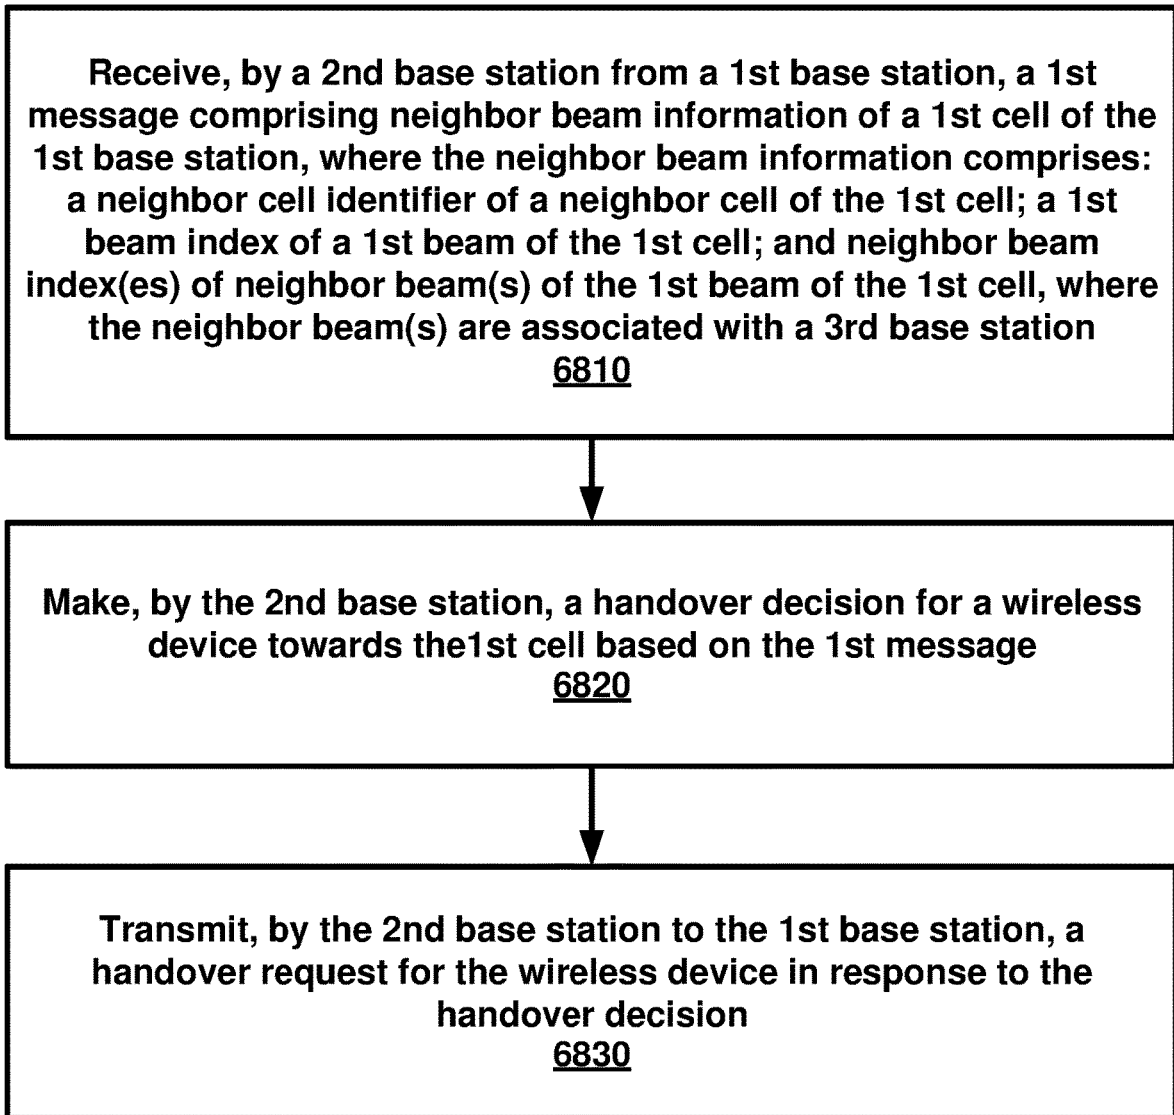 Receive, by a 2nd base station from a 1st base station, a 1st
message comprising neighbor beam information of a 1st cell of the
1st base station, where the neighbor beam information comprises:
a neighbor cell identifier of a neighbor cell of the 1st cell; a 1st
beam index of a 1st beam of the 1st cell; and neighbor beam
index(es) of neighbor beam(s) of the 1st beam of the 1st cell, where
the neighbor beam(s) are associated with a 3rd base station
6810
Make, by the 2nd base station, a handover decision for a wireless
device towards the1st cell based on the 1st message
6820
Transmit, by the 2nd base station to the 1st base station, a
handover request for the wireless device in response to the
handover decision
6830